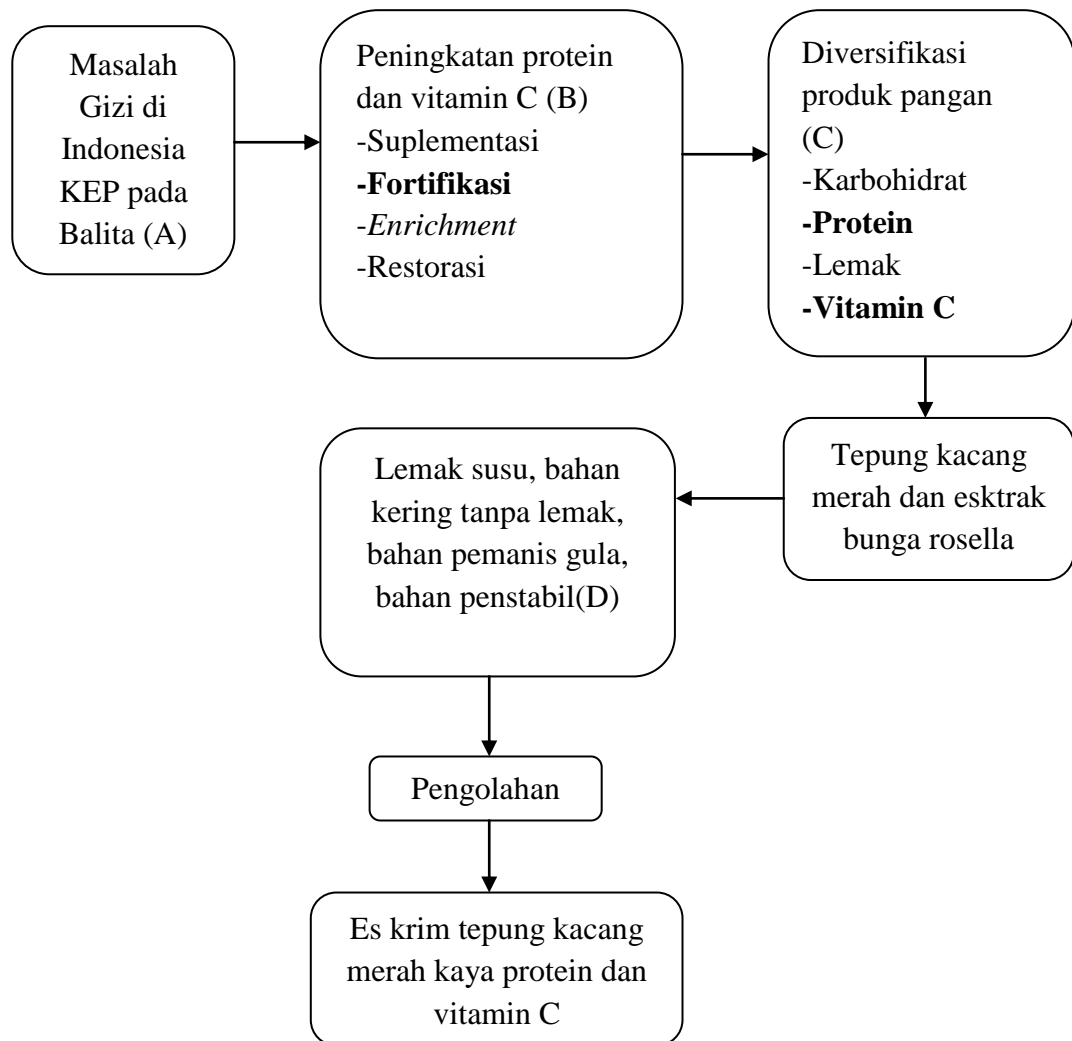 Masalah
Gizi di
Indonesia
KEP pada
Balita (A)
Peningkatan protein
dan vitamin C (B)
-Suplementasi
-Fortifikasi
-Enrichment
-Restorasi
Diversifikasi
produk pangan
(C)
-Karbohidrat
-Protein
-Lemak
-Vitamin C
Tepung kacang
merah dan esktrak
bunga rosella
Lemak susu, bahan
kering tanpa lemak,
bahan pemanis gula,
bahan penstabil(D)
Pengolahan
Es krim tepung kacang
merah kaya protein dan
vitamin C